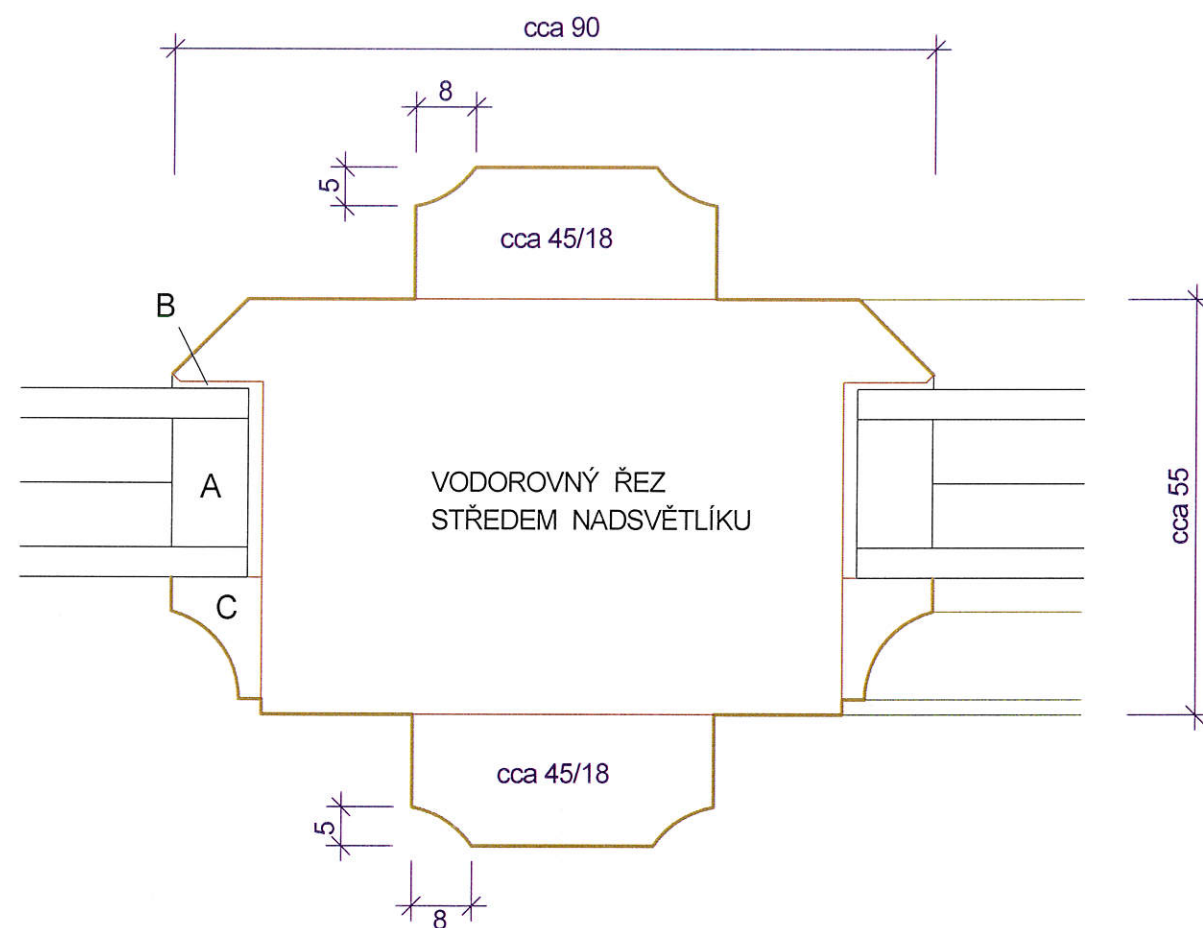 cca 90
8
5
cca 45/18
B
A
VODOROVNÝ ŘEZ
STŘEDEM NADSVĚTLÍKU
cca 55
C
cca 45/18
5
8